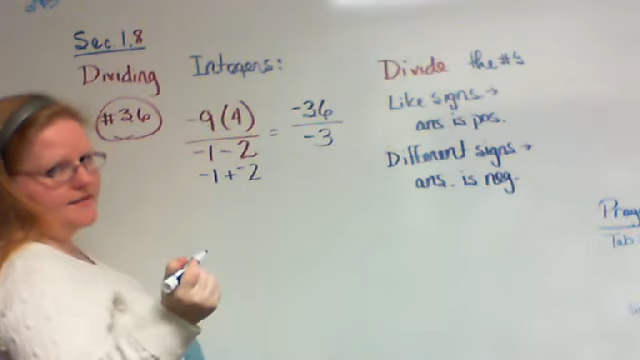 Sec. 1.8
Dividing Integers:
#36
-9(4) = -36
-1-2 -3
-1+-2
Divide the #s
Like signs →
ans is pos.
Different signs →
ans. is neg.
Tab